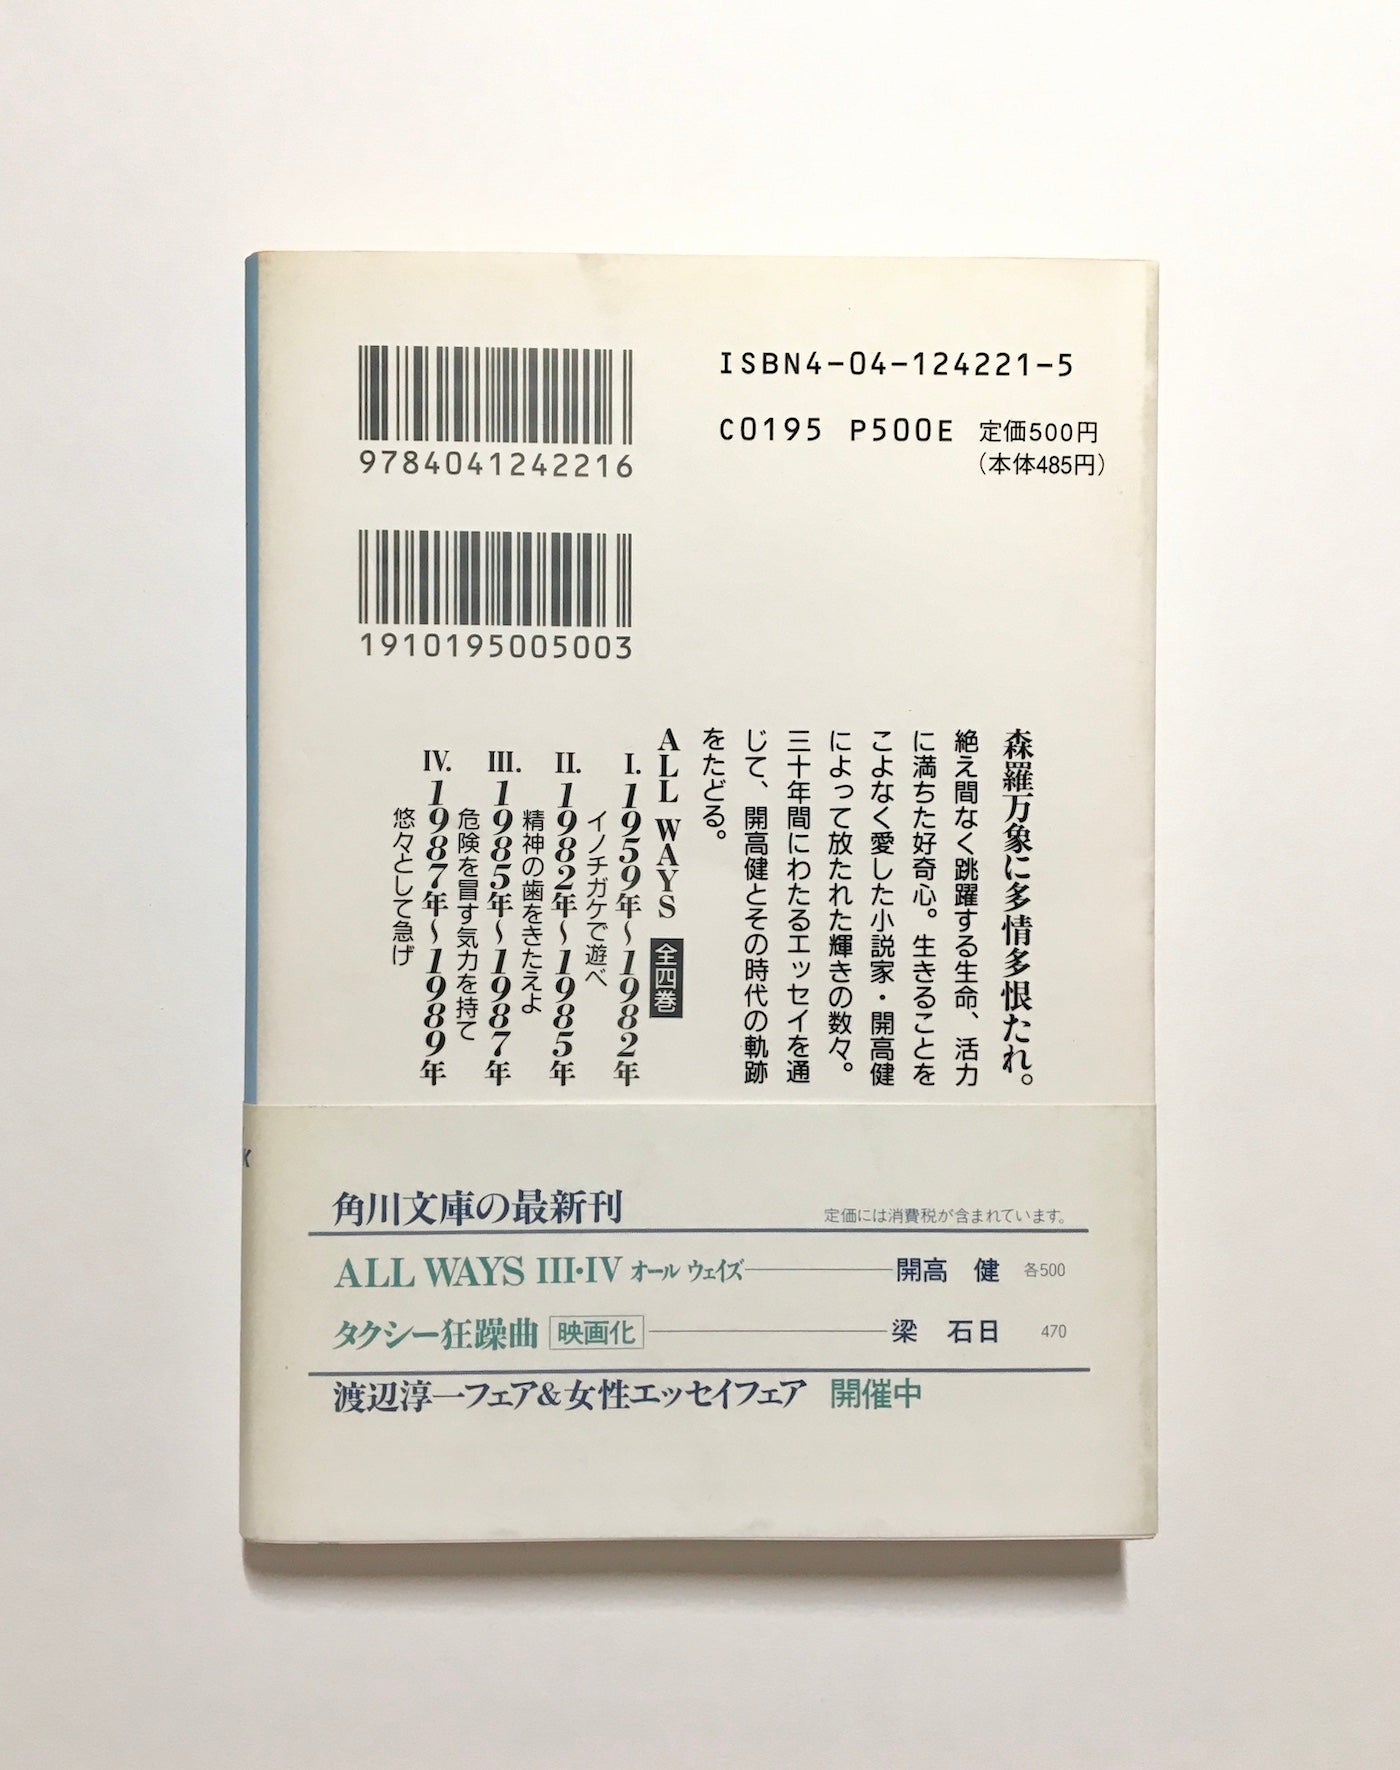 9784041242216
ISBN4-04-124221-5
C0195 P500E 定価500円
(本体485円)
1910195005003
森羅万象に多情多恨たれ。
絶え間なく跳躍する生命、活力
に満ちた好奇心。生きることを
こよなく愛した小説家・開高健
によって放たれた輝きの数々。
三十年間にわたるエッセイを通
じて、開高健とその時代の軌跡
をたどる。
ALL WAYS 全四巻
I. 1959年〜1982年
イノチガケで遊べ
II. 1982年〜1985年
精神の歯をきたえよ
III. 1985年〜1987年
危険を冒す気力を持て
IV. 1987年〜1989年
悠々として急げ
角川文庫の最新刊 定価には消費税が含まれています。
ALL WAYS III・IV オール ウェイズ 開高 健 各500
タクシー狂躁曲 映画化 梁 石日 470
渡辺淳一フェア&女性エッセイフェア 開催中